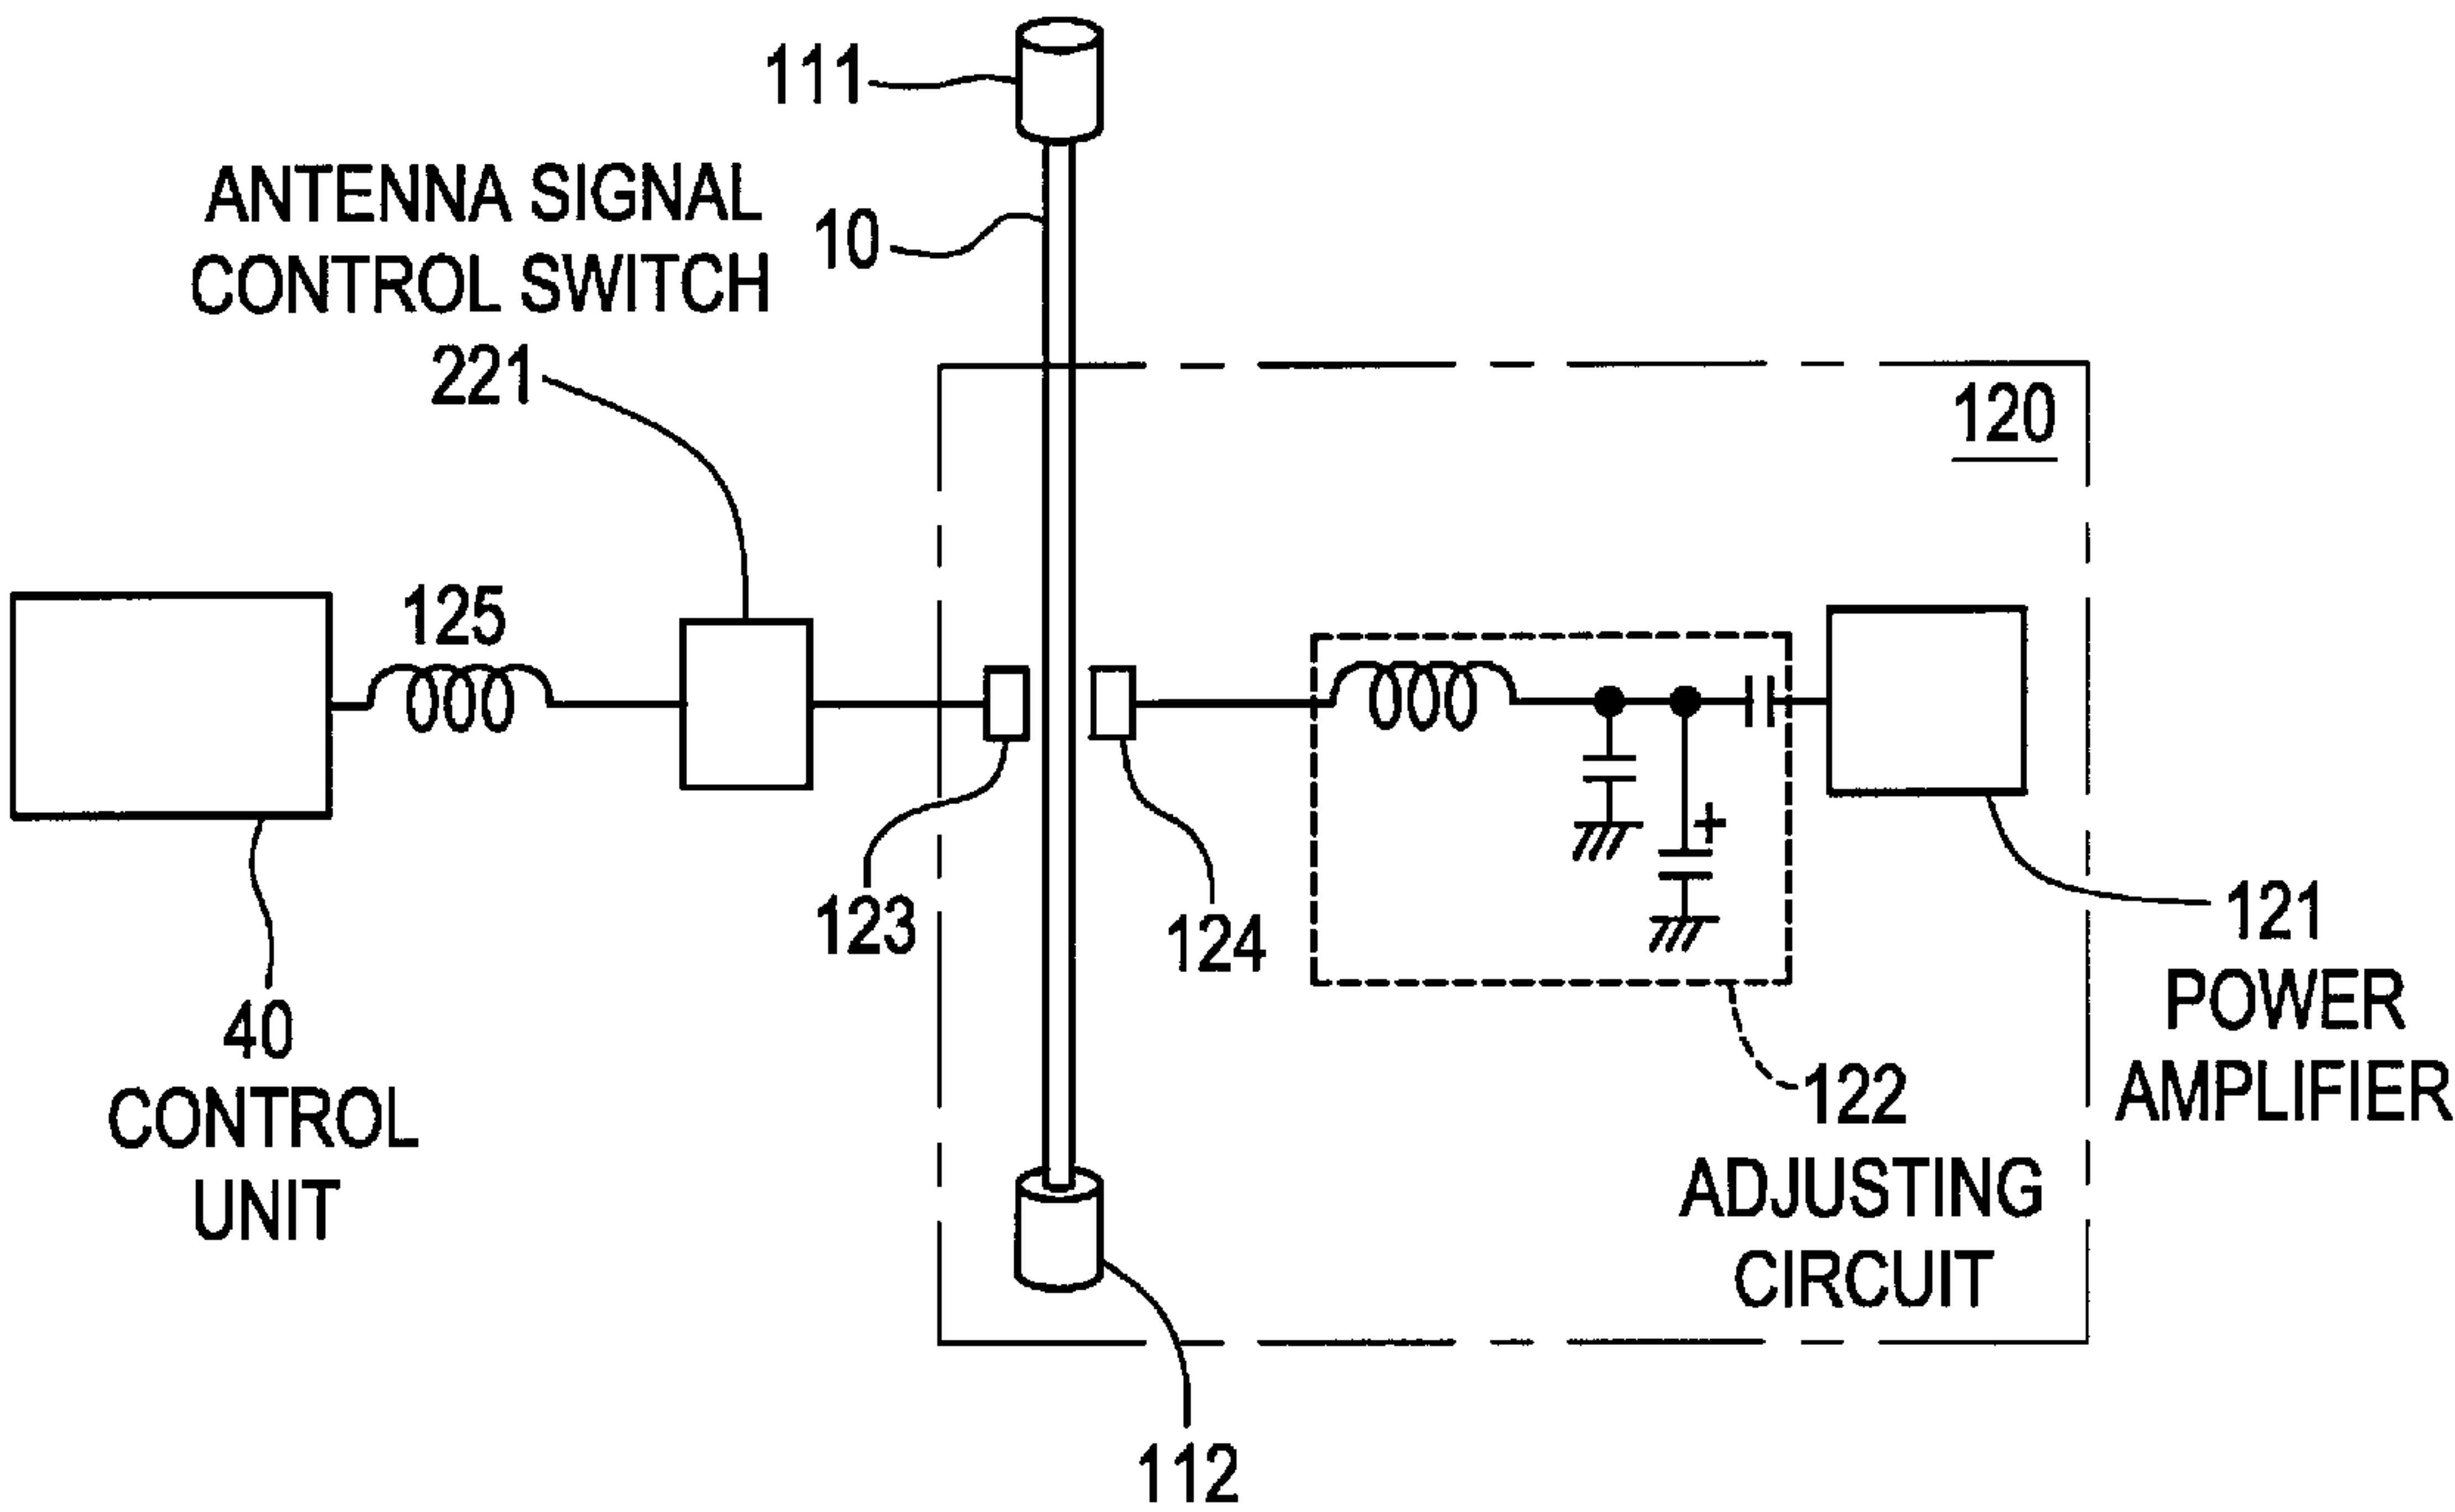 111
ANTENNA SIGNAL
CONTROL SWITCH
221
10
120
125
123
124
40
CONTROL
UNIT
121
POWER
AMPLIFIER
122
ADJUSTING
CIRCUIT
112